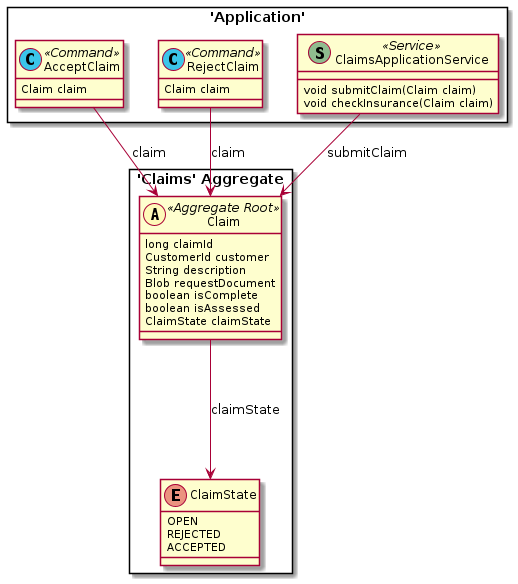 'Application'
C
«Command»
AcceptClaim
Claim claim
C
«Command»
RejectClaim
Claim claim
S
«Service»
ClaimsApplicationService
void submitClaim(Claim claim)
void checkInsurance(Claim claim)
claim
claim
submitClaim
'Claims' Aggregate
A
«Aggregate Root»
Claim
long claimId
CustomerId customer
String description
Blob requestDocument
boolean isComplete
boolean isAssessed
ClaimState claimState
claimState
E
ClaimState
OPEN
REJECTED
ACCEPTED